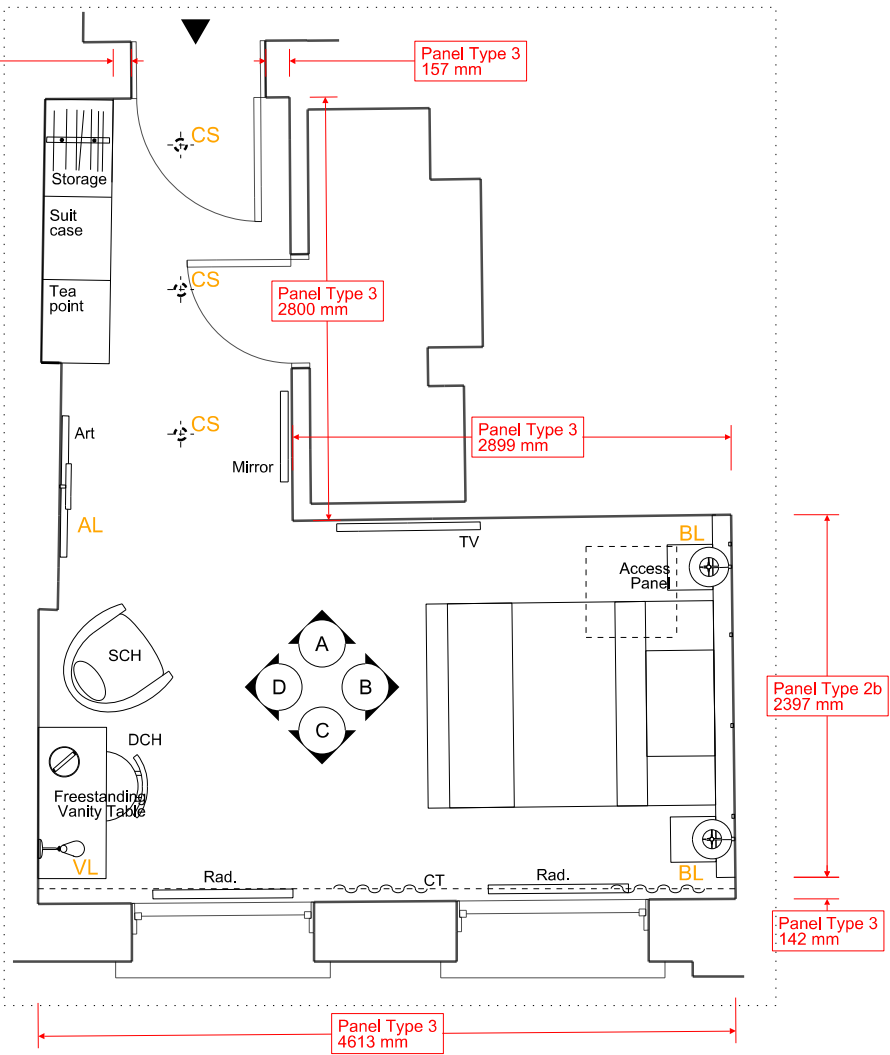 Panel Type 3
157 mm
CS
Storage
Suit
case
CS
Tea
point
Panel Type 3
2800 mm
CS
Art
Panel Type 3
2899 mm
Mirror
AL
TV
BL
Access
Panel
A
SCH
D
B
Panel Type 2b
2397 mm
C
DCH
Freestanding
Vanity Table
VL
Rad.
CT
Rad.
BL
Panel Type 3
142 mm
Panel Type 3
4613 mm